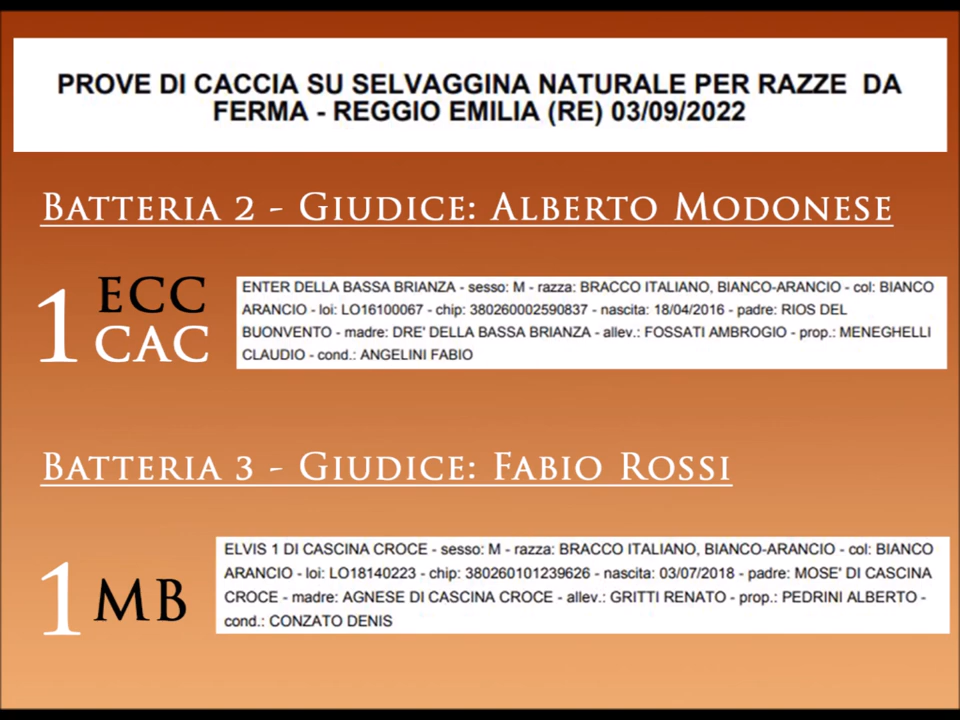 PROVE DI CACCIA SU SELVAGGINA NATURALE PER RAZZE DA
FERMA - REGGIO EMILIA (RE) 03/09/2022
BATTERIA 2 - GIUDICE: ALBERTO MODONESE
1 ECC
CAC
ENTER DELLA BASSA BRIANZA - sesso: M - razza: BRACCO ITALIANO, BIANCO-ARANCIO - col: BIANCO
ARANCIO - loi: LO16100067 - chip: 380260002590837 - nascita: 18/04/2016 - padre: RIOS DEL
BUONVENTO - madre: DRE' DELLA BASSA BRIANZA - allev.: FOSSATI AMBROGIO - prop.: MENEGHELLI
CLAUDIO - cond.: ANGELINI FABIO
BATTERIA 3 - GIUDICE: FABIO ROSSI
1 MB
ELVIS 1 DI CASCINA CROCE - sesso: M - razza: BRACCO ITALIANO, BIANCO-ARANCIO - col: BIANCO
ARANCIO - loi: LO18140223 - chip: 380260101239626 - nascita: 03/07/2018 - padre: MOSE' DI CASCINA
CROCE - madre: AGNESE DI CASCINA CROCE - allev.: GRITTI RENATO - prop.: PEDRINI ALBERTO -
cond.: CONZATO DENIS